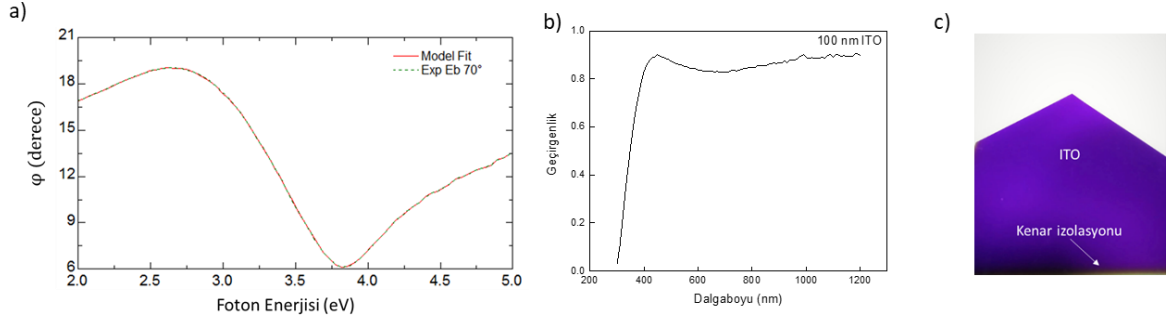 a)
21
18
15
12
9
6
φ (derece)
Model Fit
Exp Eb 70°
2.0 2.5 3.0 3.5 4.0 4.5 5.0
Foton Enerjisi (eV)
b)
1.0
0.8
0.6
0.4
0.2
0.0
Geçirgenlik
100 nm ITO
200 400 600 800 1000 1200
Dalgaboyu (nm)
c)
ITO
Kenar izolasyonu